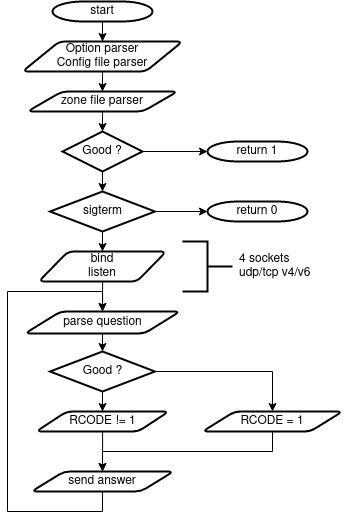 start
Option parser
Config file parser
zone file parser
Good ?
return 1
sigterm
return 0
bind
listen
4 sockets
udp/tcp v4/v6
parse question
Good ?
RCODE != 1
RCODE = 1
send answer